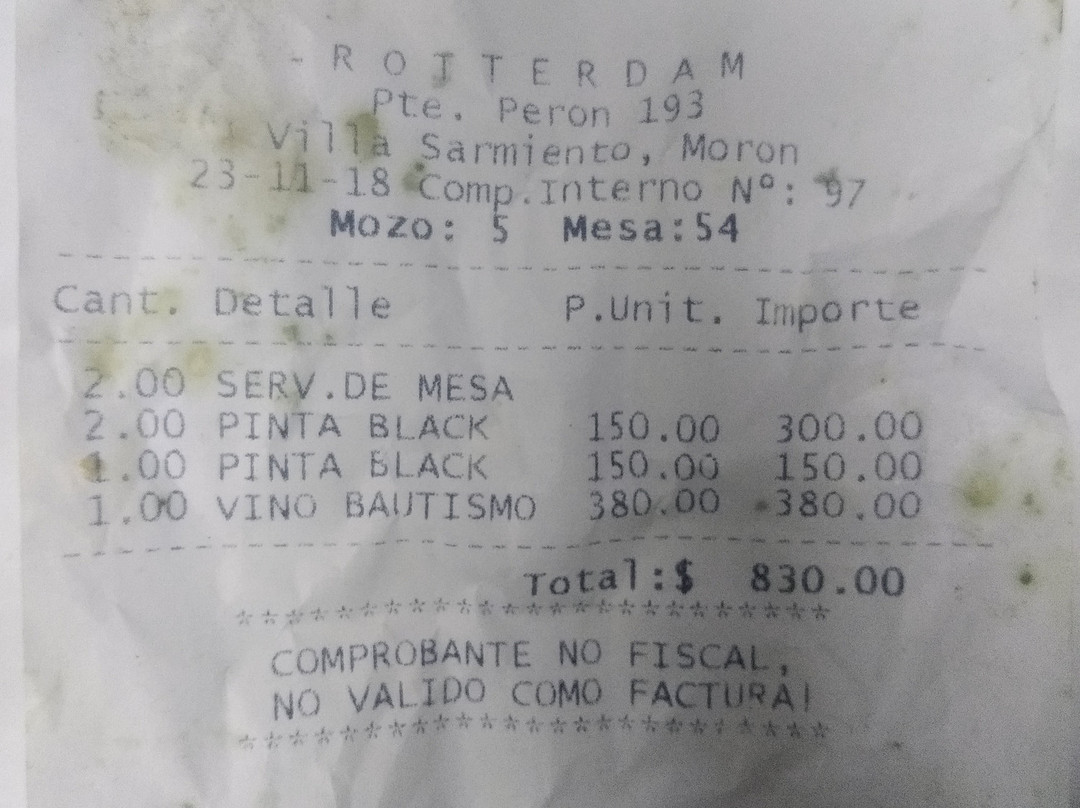 - R O T T E R D A M
Pte. Peron 193
Villa Sarmiento, Moron
23-11-18 Comp.Interno Nº: 97
Mozo: 5 Mesa:54
Cant. Detalle P.Unit. Importe
2.00 SERV.DE MESA
2.00 PINTA BLACK 150.00 300.00
1.00 PINTA BLACK 150.00 150.00
1.00 VINO BAUTISMO 380.00 380.00
Total:$ 830.00
************************
COMPROBANTE NO FISCAL,
NO VALIDO COMO FACTURA!
************************